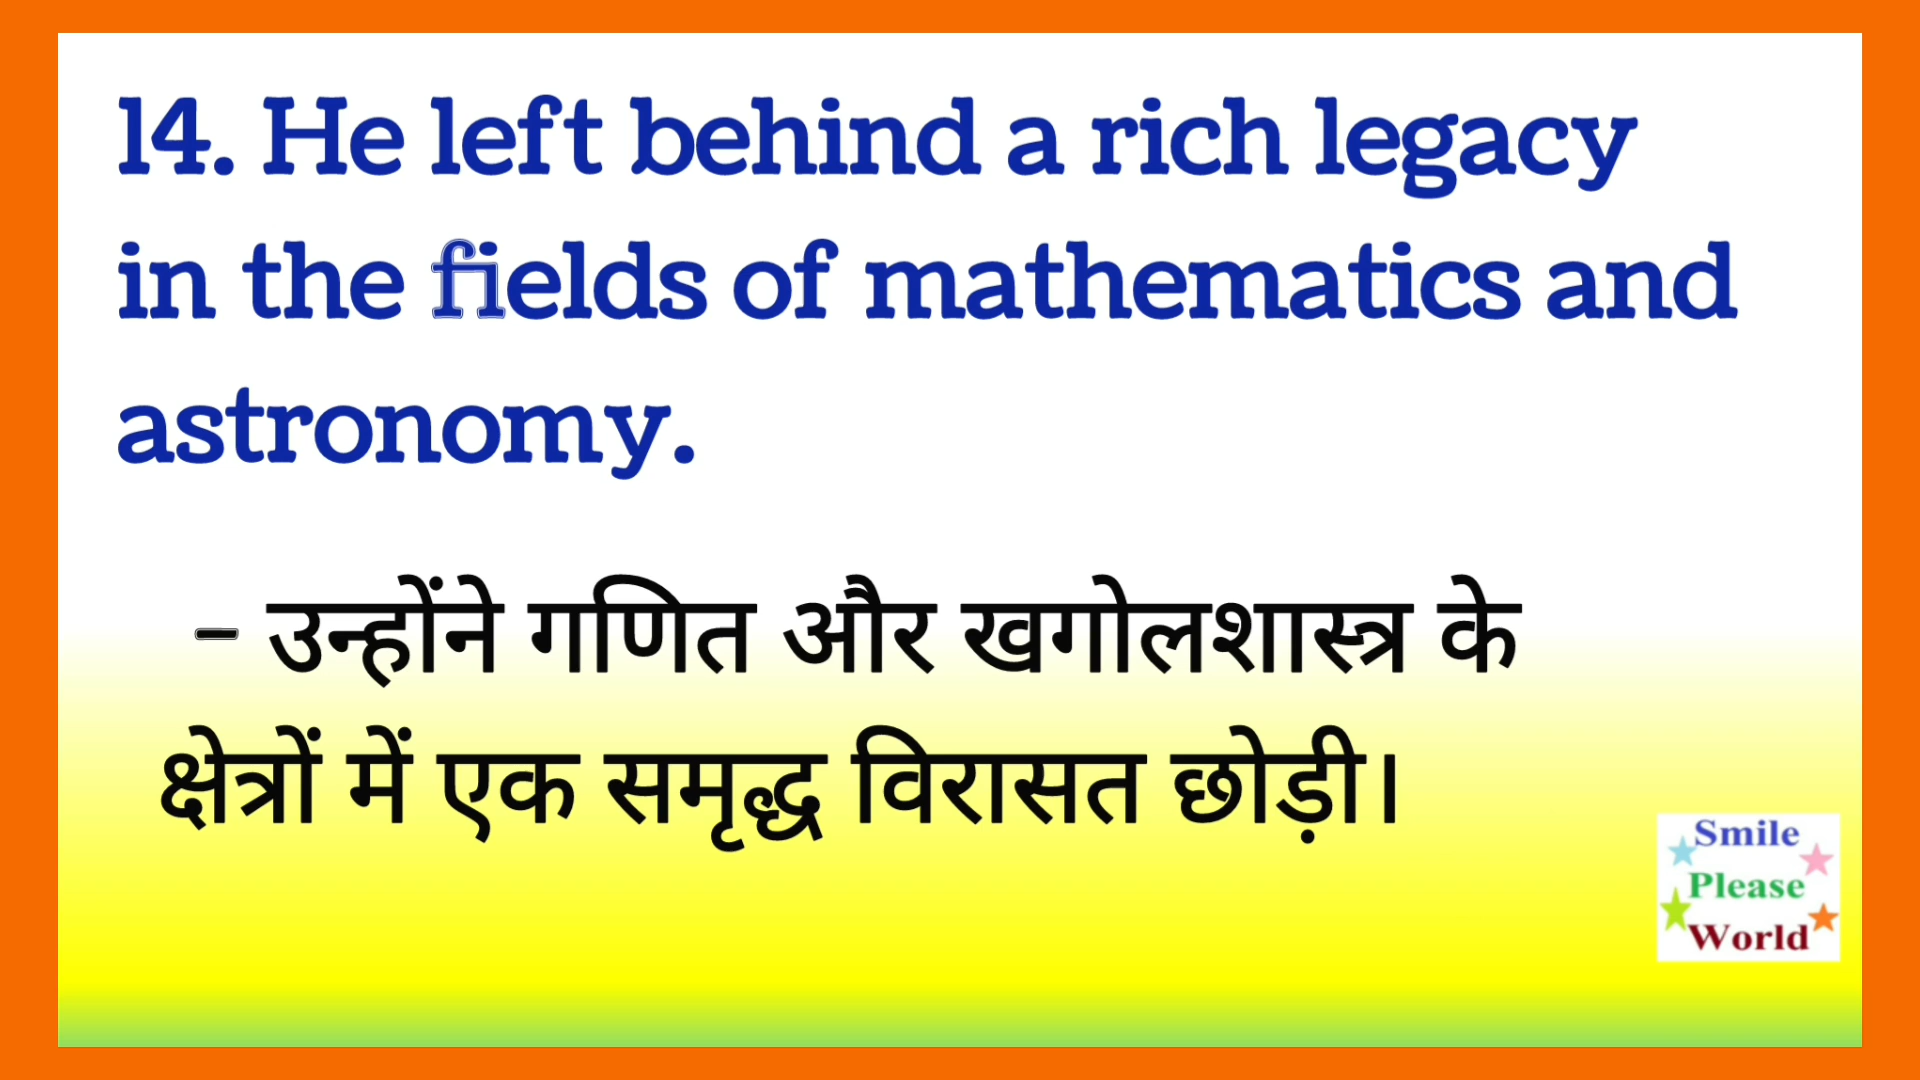 14. He left behind a rich legacy
in the fields of mathematics and
astronomy.
- उन्होंने गणित और खगोलशास्त्र के
क्षेत्रों में एक समृद्ध विरासत छोड़ी।
Smile
Please
World